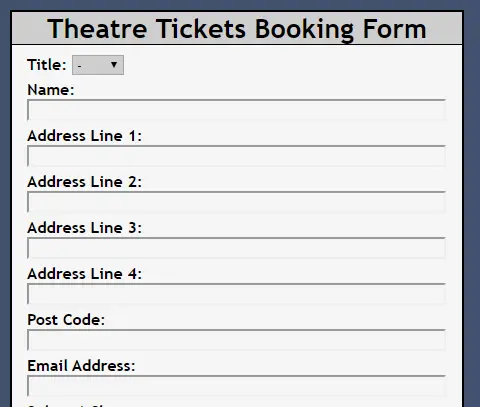 Theatre Tickets Booking Form
Title: -
Name:
Address Line 1:
Address Line 2:
Address Line 3:
Address Line 4:
Post Code:
Email Address: